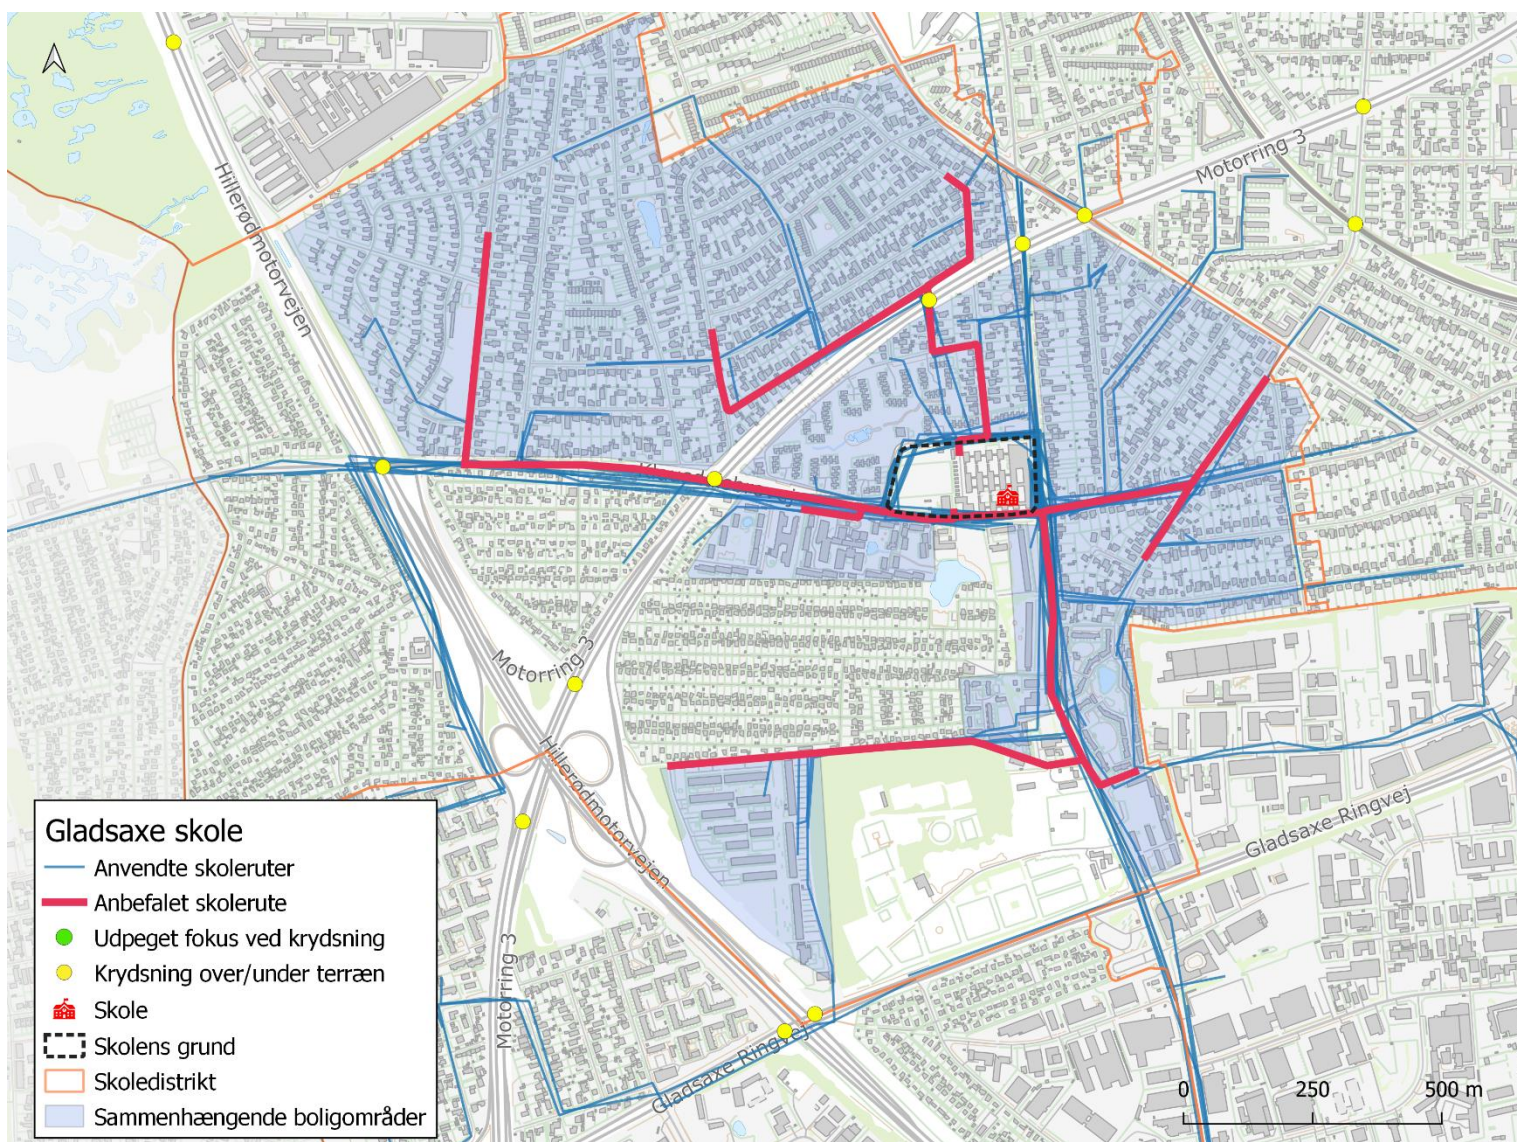 Motorring 3
Hillerødmotorvejen
Motorring 3
Hillerødmotorvejen
Gladsaxe Ringvej
Motorring 3
Gladsaxe Ringvej
Gladsaxe skole
Anvendte skoleruter
Anbefalet skolerute
Udpeget fokus ved krydsning
Krydsning over/under terræn
Skole
Skolens grund
Skoledistrikt
Sammenhængende boligområder
0 250 500 m